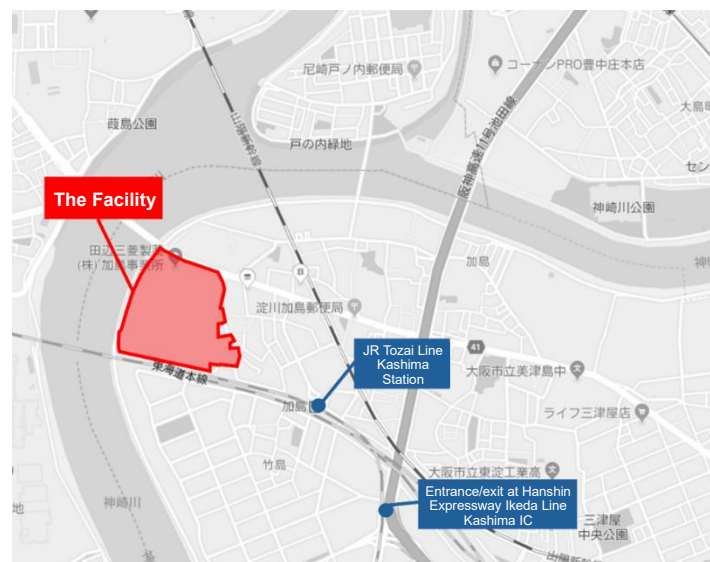 尼崎戸ノ内郵便局
コーナンPRO豊中庄本店
大島町
葭島公園
山陽新幹線
戸の内緑地
阪神高速11号池田線
セン
The Facility
神崎川公園
田辺三菱製薬
(株) 加島事業所
加島
淀川加島郵便局
41
JR Tozai Line
Kashima
Station
大阪市立美津島中
東海道本線
加島
ライフ三津屋店
竹島
大阪市立東淀工業高
Entrance/exit at Hanshin
Expressway Ikeda Line
Kashima IC
神崎川
地
三津屋
中央公園